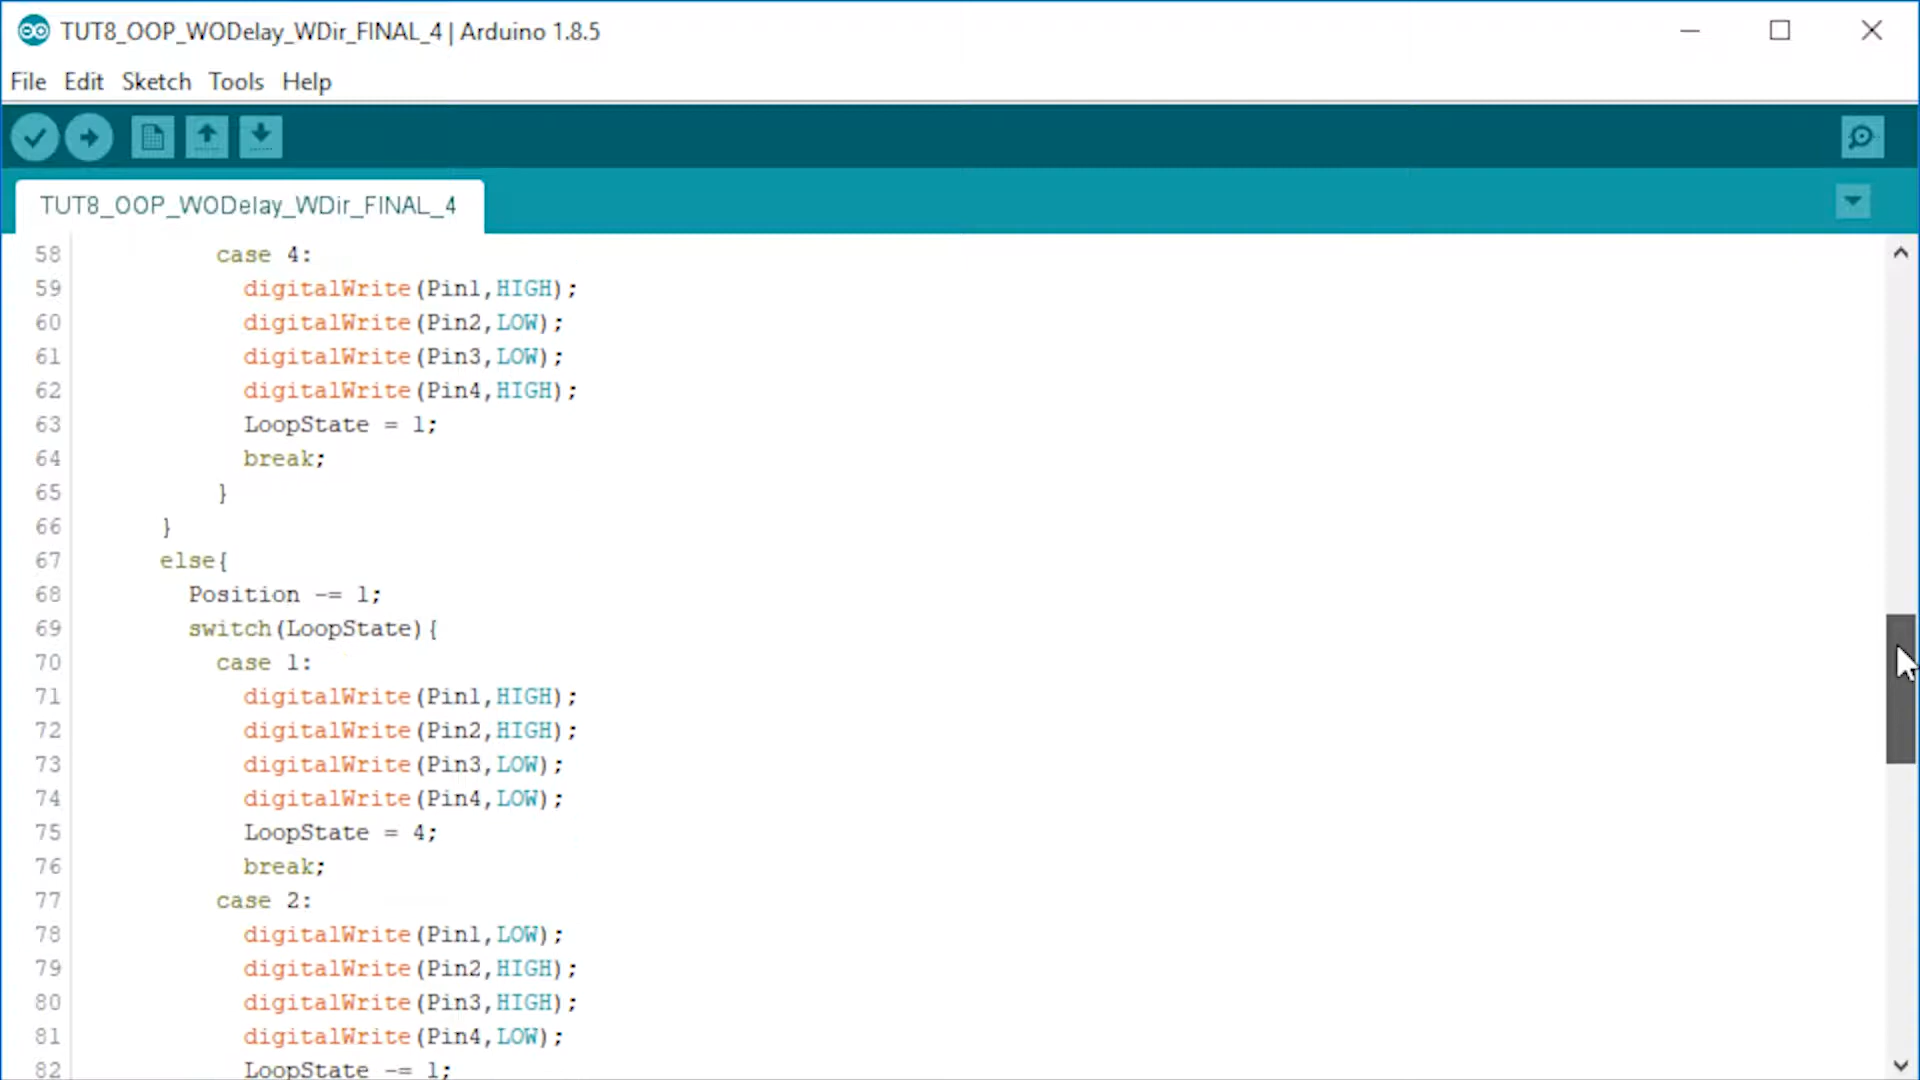 TUT8_OOP_WODelay_WDir_FINAL_4 | Arduino 1.8.5
File Edit Sketch Tools Help
TUT8_OOP_WODelay_WDir_FINAL_4
58 case 4:
59 digitalWrite(Pin1,HIGH);
60 digitalWrite(Pin2,LOW);
61 digitalWrite(Pin3,LOW);
62 digitalWrite(Pin4,HIGH);
63 LoopState = 1;
64 break;
65 }
66 }
67 else{
68 Position -= 1;
69 switch(LoopState){
70 case 1:
71 digitalWrite(Pin1,HIGH);
72 digitalWrite(Pin2,HIGH);
73 digitalWrite(Pin3,LOW);
74 digitalWrite(Pin4,LOW);
75 LoopState = 4;
76 break;
77 case 2:
78 digitalWrite(Pin1,LOW);
79 digitalWrite(Pin2,HIGH);
80 digitalWrite(Pin3,HIGH);
81 digitalWrite(Pin4,LOW);
82 LoopState -= 1;